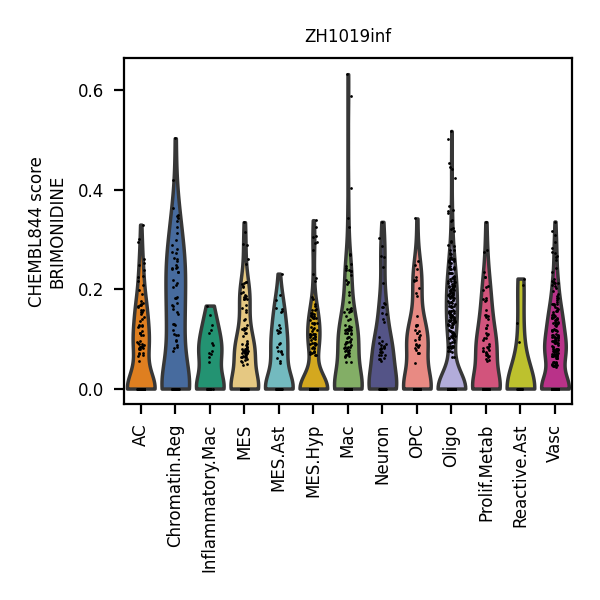 ZH1019inf
CHEMBL844 score
BRIMONIDINE
0.6
0.4
0.2
0.0
AC
Chromatin.Reg
Inflammatory.Mac
MES
MES.Ast
MES.Hyp
Mac
Neuron
OPC
Oligo
Prolif.Metab
Reactive.Ast
Vasc